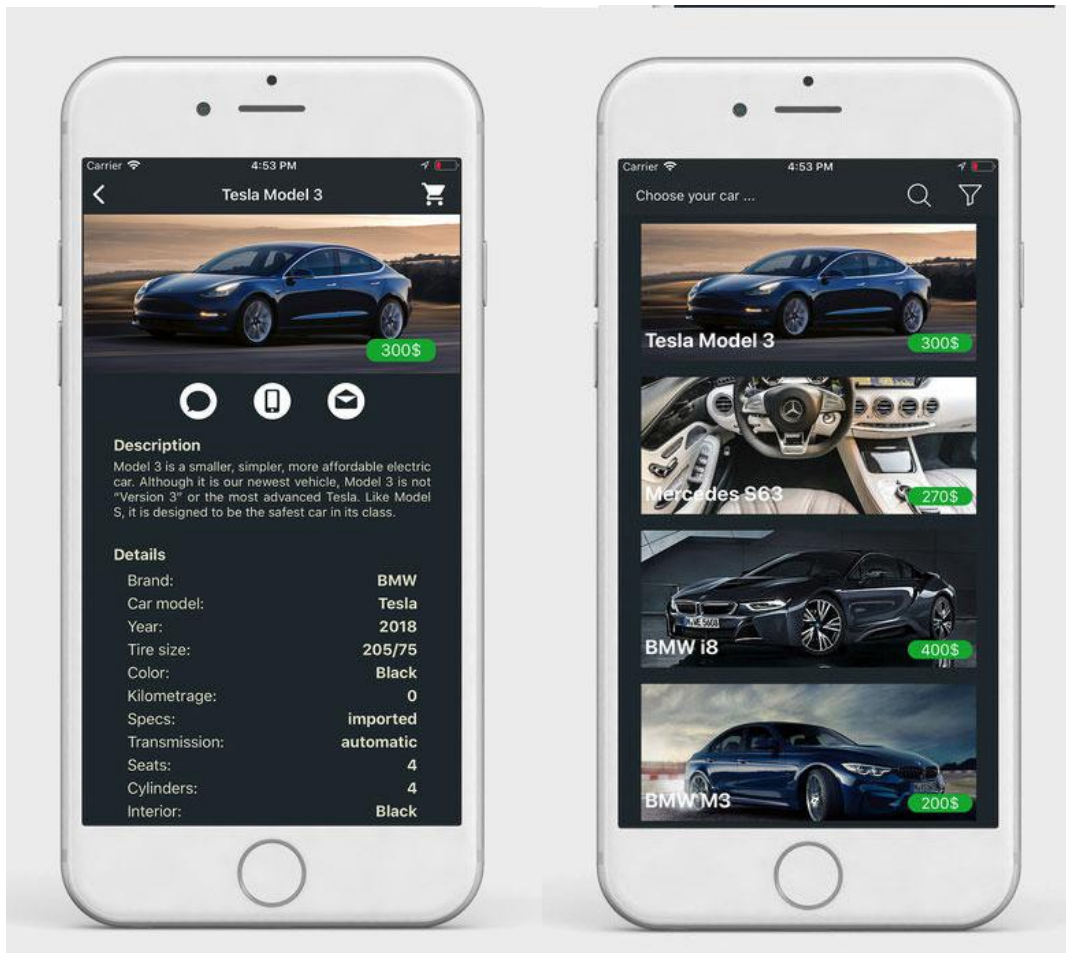 Carrier
4:53 PM
Tesla Model 3
300$
Description
Model 3 is a smaller, simpler, more affordable electric
car. Although it is our newest vehicle, Model 3 is not
"Version 3" or the most advanced Tesla. Like Model
S, it is designed to be the safest car in its class.
Details
Brand: BMW
Car model: Tesla
Year: 2018
Tire size: 205/75
Color: Black
Kilometrage: 0
Specs: imported
Transmission: automatic
Seats: 4
Cylinders: 4
Interior: Black
Carrier
4:53 PM
Choose your car ...
Tesla Model 3
300$
Mercedes S63
270$
BMW i8
400$
BMW M3
200$